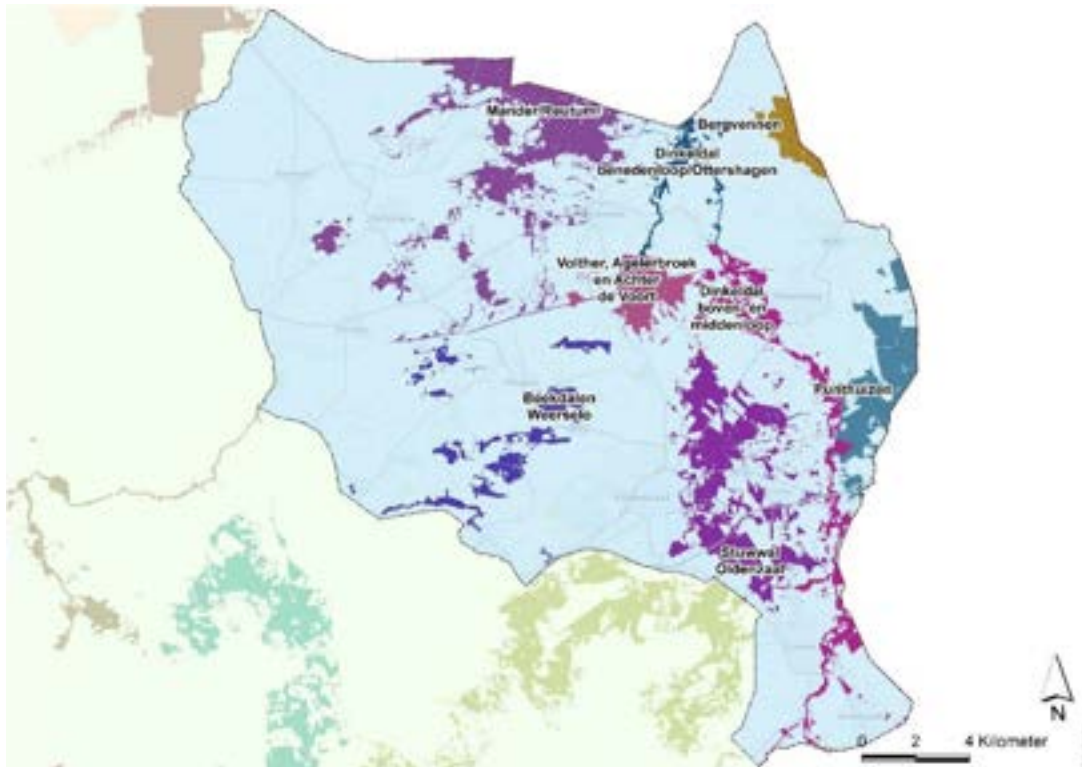 Mander/Reutum
Bergvennen
Dinkeldal
benedenloop/Ottershagen
Volther, Agelerbroek
en Achter
de Voort
Dinkeldal
boven- en
middenloop
Punthuizen
Beekdalen
Weerselo
Stuwwal
Oldenzaal
N
0 2 4 Kilometer